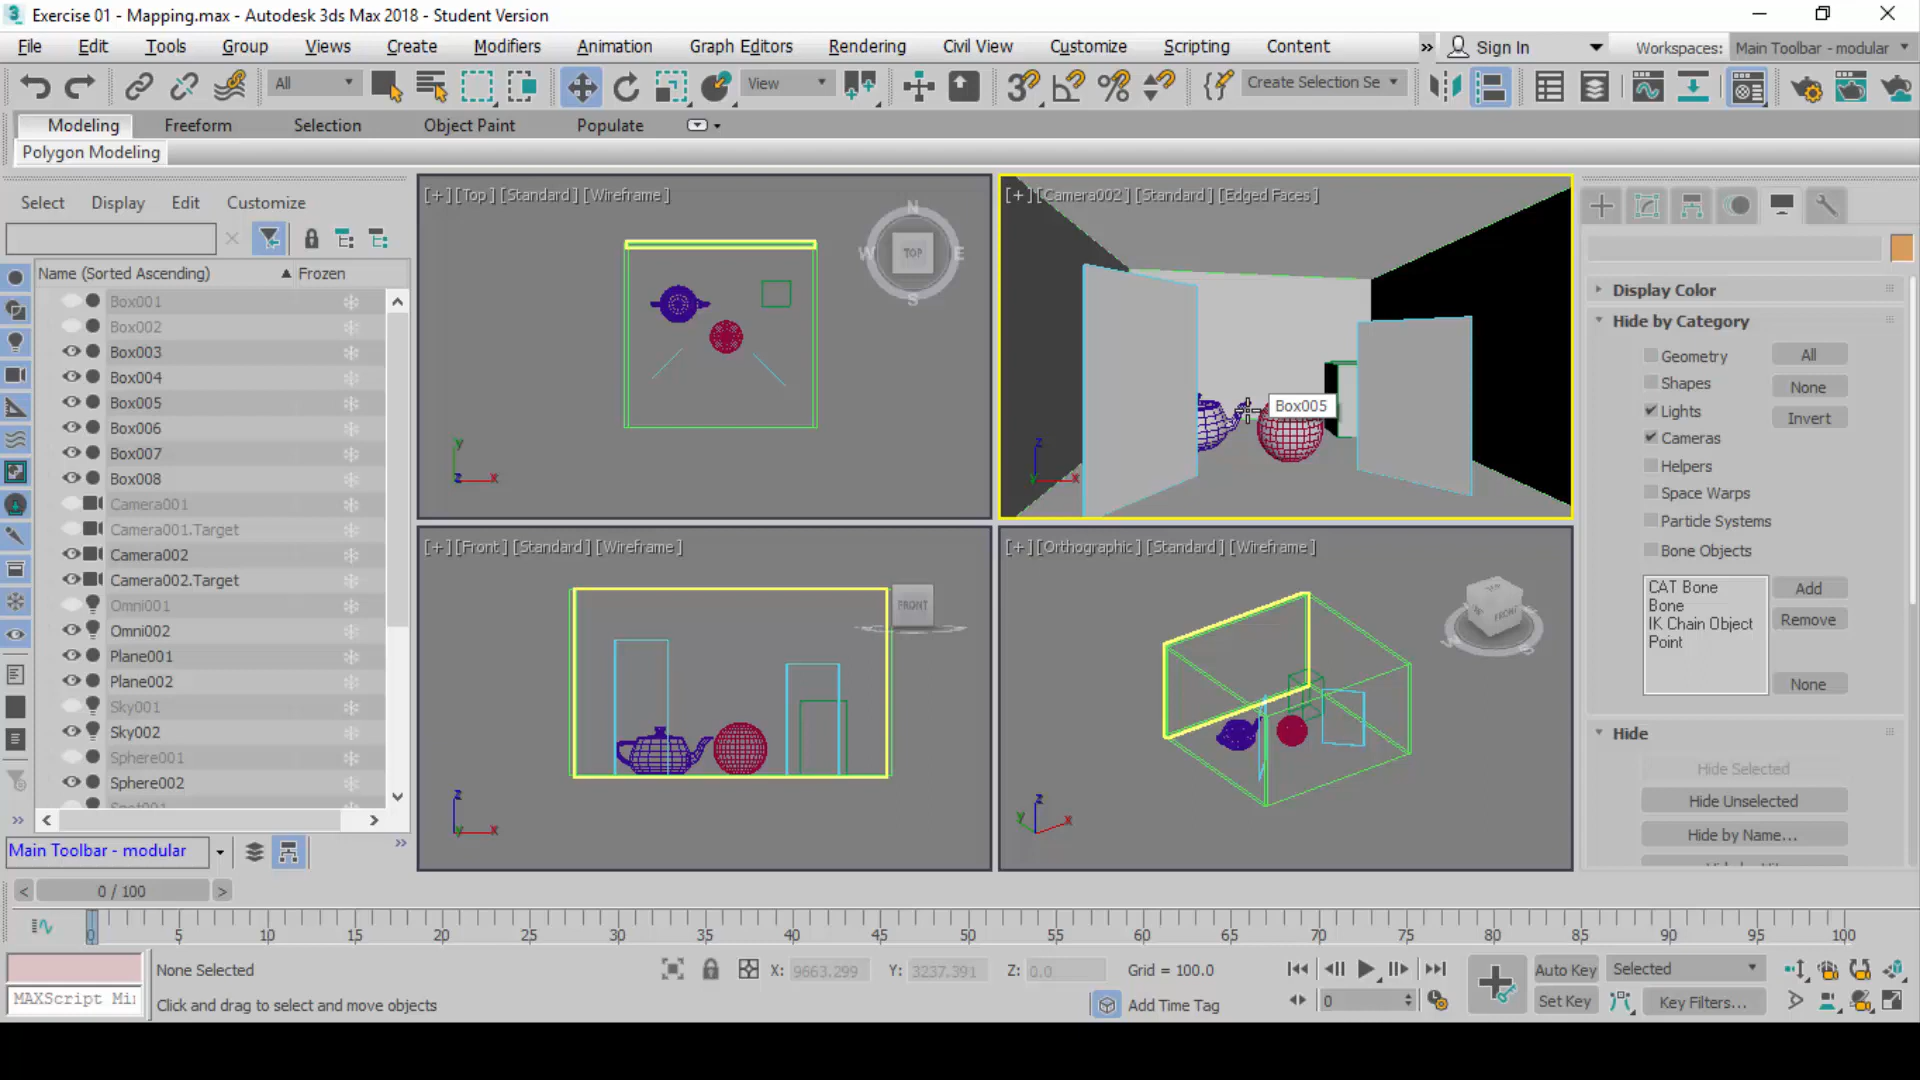 Exercise 01 - Mapping.max - Autodesk 3ds Max 2018 - Student Version
File Edit Tools Group Views Create Modifiers Animation Graph Editors Rendering Civil View Customize Scripting Content
Sign In
Workspaces: Main Toolbar - modular
All
View
Create Selection Se
Modeling Freeform Selection Object Paint Populate
Polygon Modeling
Select Display Edit Customize
Name (Sorted Ascending) Frozen
Box001
Box002
Box003
Box004
Box005
Box006
Box007
Box008
Camera001
Camera001.Target
Camera002
Camera002.Target
Omni001
Omni002
Plane001
Plane002
Sky001
Sky002
Sphere001
Sphere002
Main Toolbar - modular
[+] [Top] [Standard] [Wireframe]
N
W TOP E
S
y
z x
[+] [Camera002] [Standard] [Edged Faces]
Box005
z
y x
[+] [Front] [Standard] [Wireframe]
FRONT
z
y x
[+] [Orthographic] [Standard] [Wireframe]
FRONT
z
y x
Display Color
Hide by Category
Geometry All
Shapes None
Lights Invert
Cameras
Helpers
Space Warps
Particle Systems
Bone Objects
CAT Bone Add
Bone
IK Chain Object Remove
Point
None
Hide
Hide Selected
Hide Unselected
Hide by Name...
0 / 100
0 5 10 15 20 25 30 35 40 45 50 55 60 65 70 75 80 85 90 95 100
None Selected
X: 9663.299 Y: 3237.391 Z: 0.0 Grid = 100.0
Auto Key Selected
MAXScript Mi
Click and drag to select and move objects
Add Time Tag
0
Set Key Key Filters...